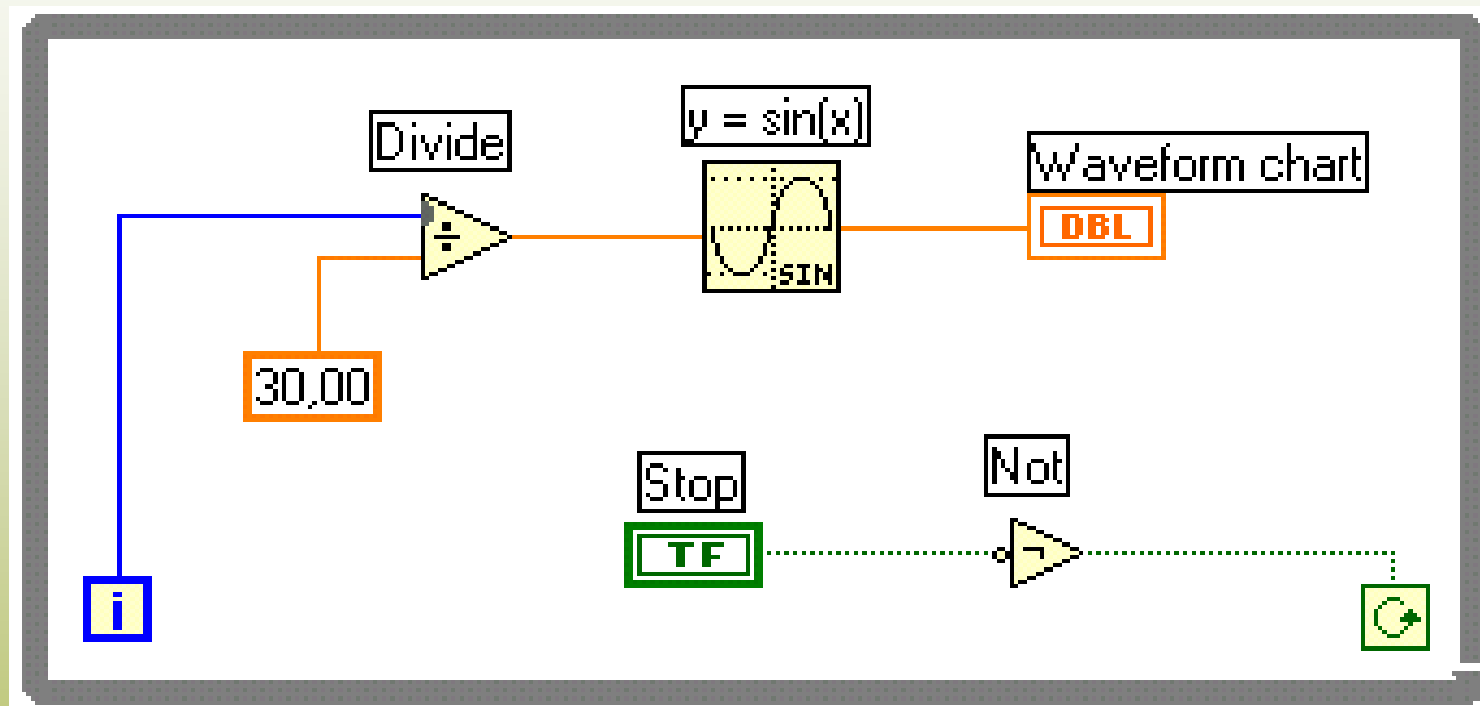 y = sin(x)
Divide
Waveform chart
DBL
SIN
30,00
Not
Stop
TF
i